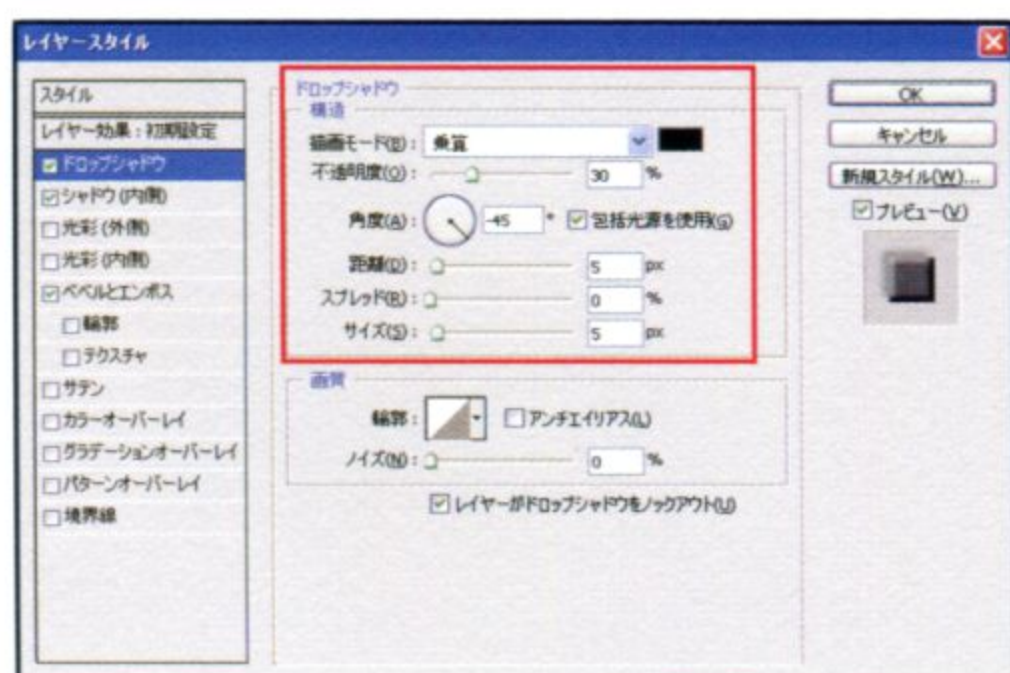 レイヤースタイル
スタイル
レイヤー効果：初期設定
ドロップシャドウ
シャドウ(内側)
光彩(外側)
光彩(内側)
ベベルとエンボス
輪郭
テクスチャ
サテン
カラーオーバーレイ
グラデーションオーバーレイ
パターンオーバーレイ
境界線
ドロップシャドウ
構造
描画モード(B)： 乗算
不透明度(O)： 30 %
角度(A)： -45 ° 包括光源を使用(G)
距離(D)： 5 px
スプレッド(R)： 0 %
サイズ(S)： 5 px
画質
輪郭： アンチエイリアス(L)
ノイズ(N)： 0 %
レイヤーがドロップシャドウをノックアウト(U)
OK
キャンセル
新規スタイル(W)...
プレビュー(V)